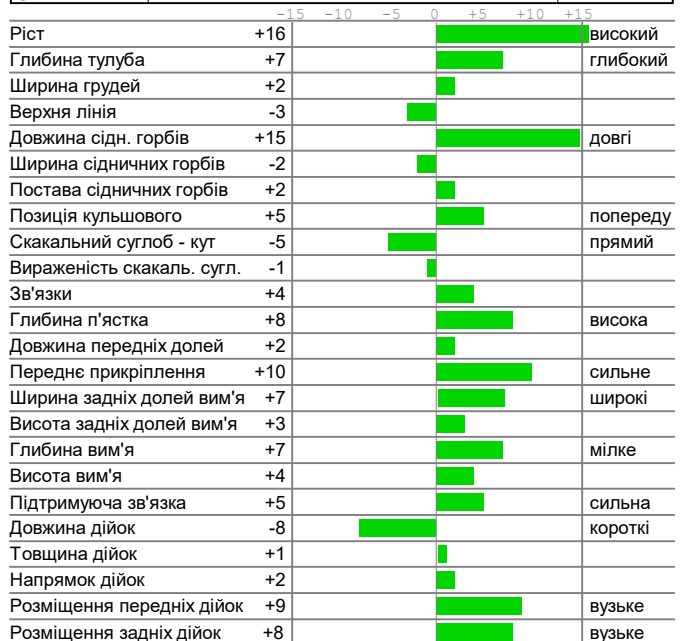 -15 -10 -5 0 +5 +10 +15
Ріст +16 високий
Глибина тулуба +7 глибокий
Ширина грудей +2
Верхня лінія -3
Довжина сідн. горбів +15 довгі
Ширина сідничних горбів -2
Постава сідничних горбів +2
Позиція кульшового +5 попереду
Скакальний суглоб - кут -5 прямий
Вираженість скакаль. сугл. -1
Зв'язки +4
Глибина п'ястка +8 висока
Довжина передніх долей +2
Переднє прикріплення +10 сильне
Ширина задніх долей вим'я +7 широкі
Висота задніх долей вим'я +3
Глибина вим'я +7 мілке
Висота вим'я +4
Підтримуюча зв'язка +5 сильна
Довжина дійок -8 короткі
Товщина дійок +1
Напрямок дійок +2
Розміщення передніх дійок +9 вузьке
Розміщення задніх дійок +8 вузьке